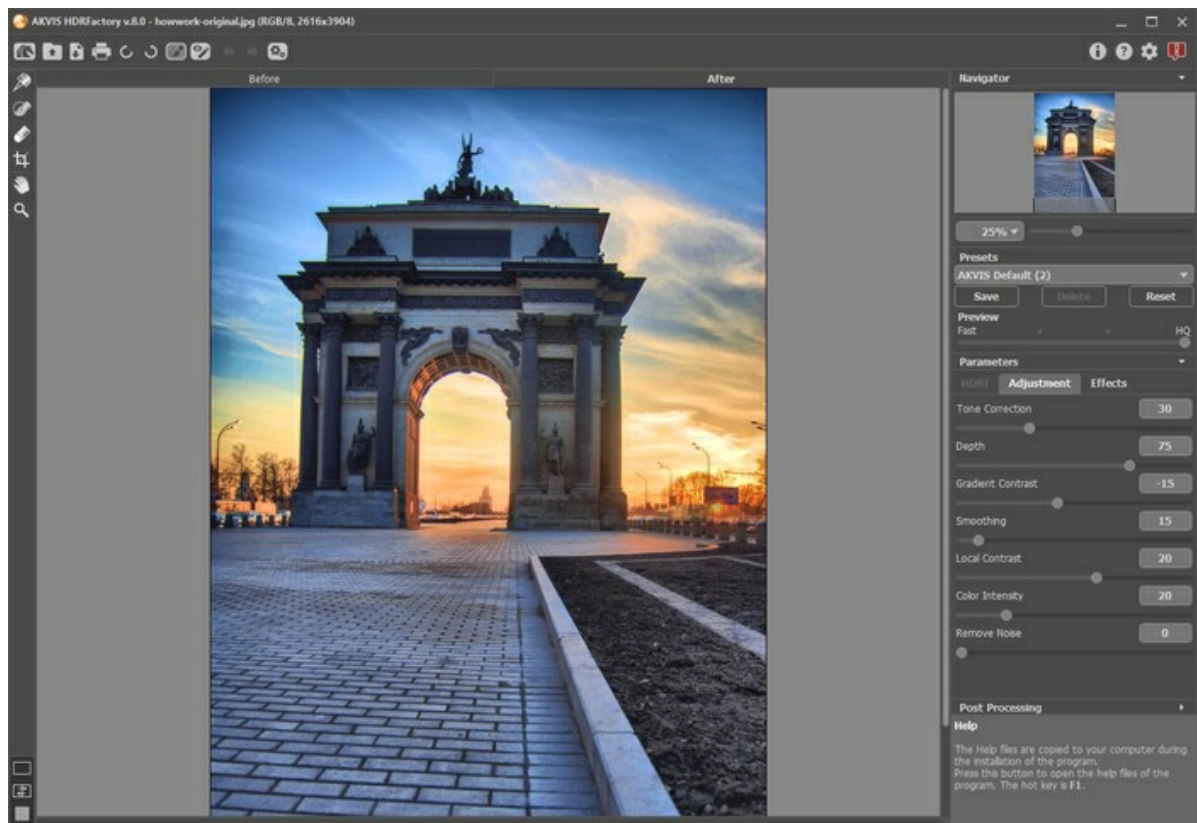 AKVIS HDRFactory v.8.0 - howwork-original.jpg (RGB/8, 2616x3904)
Before
After
Navigator
25%
Presets
AKVIS Default (2)
Save Delete Reset
Preview
Fast HQ
Parameters
HDRI Adjustment Effects
Tone Correction 30
Depth 75
Gradient Contrast -15
Smoothing 15
Local Contrast 20
Color Intensity 20
Remove Noise 0
Post Processing
Help
The Help files are copied to your computer during
the installation of the program.
Press this button to open the help files of the
program. The hot key is F1.